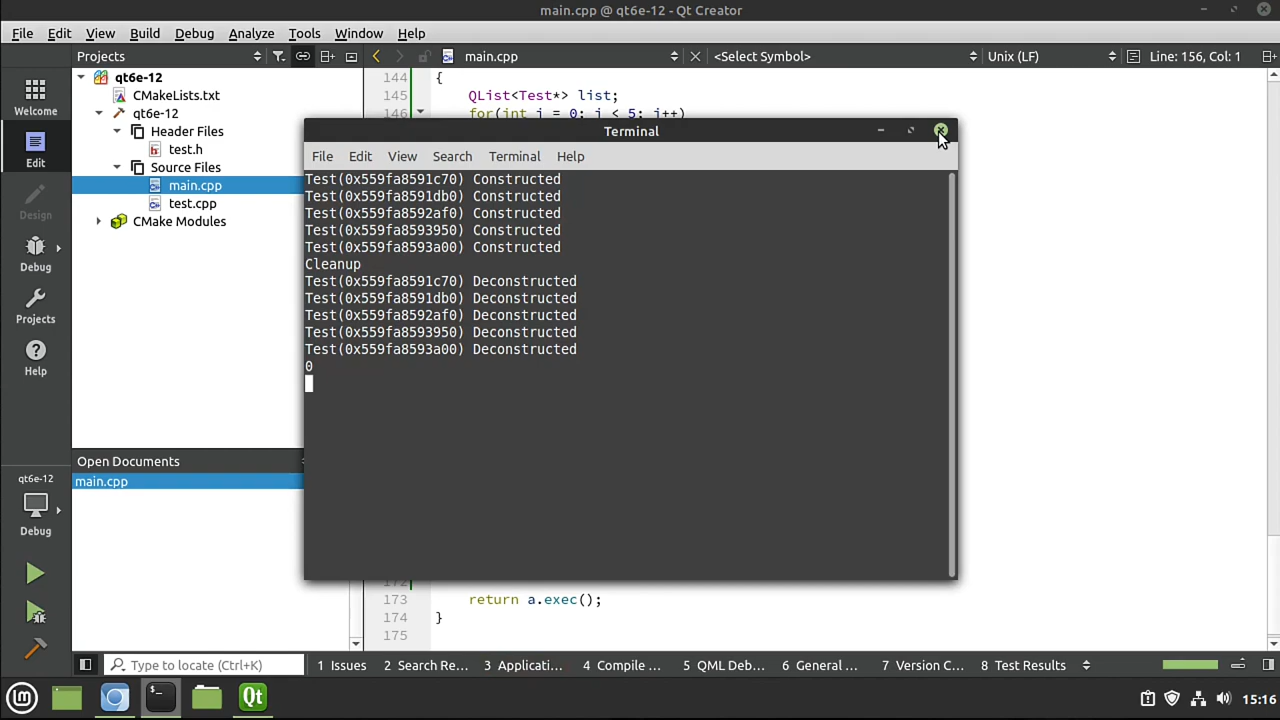 main.cpp @ qt6e-12 - Qt Creator
File Edit View Build Debug Analyze Tools Window Help
Projects main.cpp <Select Symbol> Unix (LF) Line: 156, Col: 1
Welcome
Edit
Design
Debug
Projects
Help
qt6e-12
Debug
qt6e-12
CMakeLists.txt
qt6e-12
Header Files
test.h
Source Files
main.cpp
test.cpp
CMake Modules
Open Documents
main.cpp
144 {
145 QList<Test*> list;
146 for(int i = 0; i < 5; i++)
Terminal
File Edit View Search Terminal Help
Test(0x559fa8591c70) Constructed
Test(0x559fa8591db0) Constructed
Test(0x559fa8592af0) Constructed
Test(0x559fa8593950) Constructed
Test(0x559fa8593a00) Constructed
Cleanup
Test(0x559fa8591c70) Deconstructed
Test(0x559fa8591db0) Deconstructed
Test(0x559fa8592af0) Deconstructed
Test(0x559fa8593950) Deconstructed
Test(0x559fa8593a00) Deconstructed
0
172
173 return a.exec();
174 }
175
Type to locate (Ctrl+K) 1 Issues 2 Search Re... 3 Applicati... 4 Compile ... 5 QML Deb... 6 General ... 7 Version C... 8 Test Results
15:16